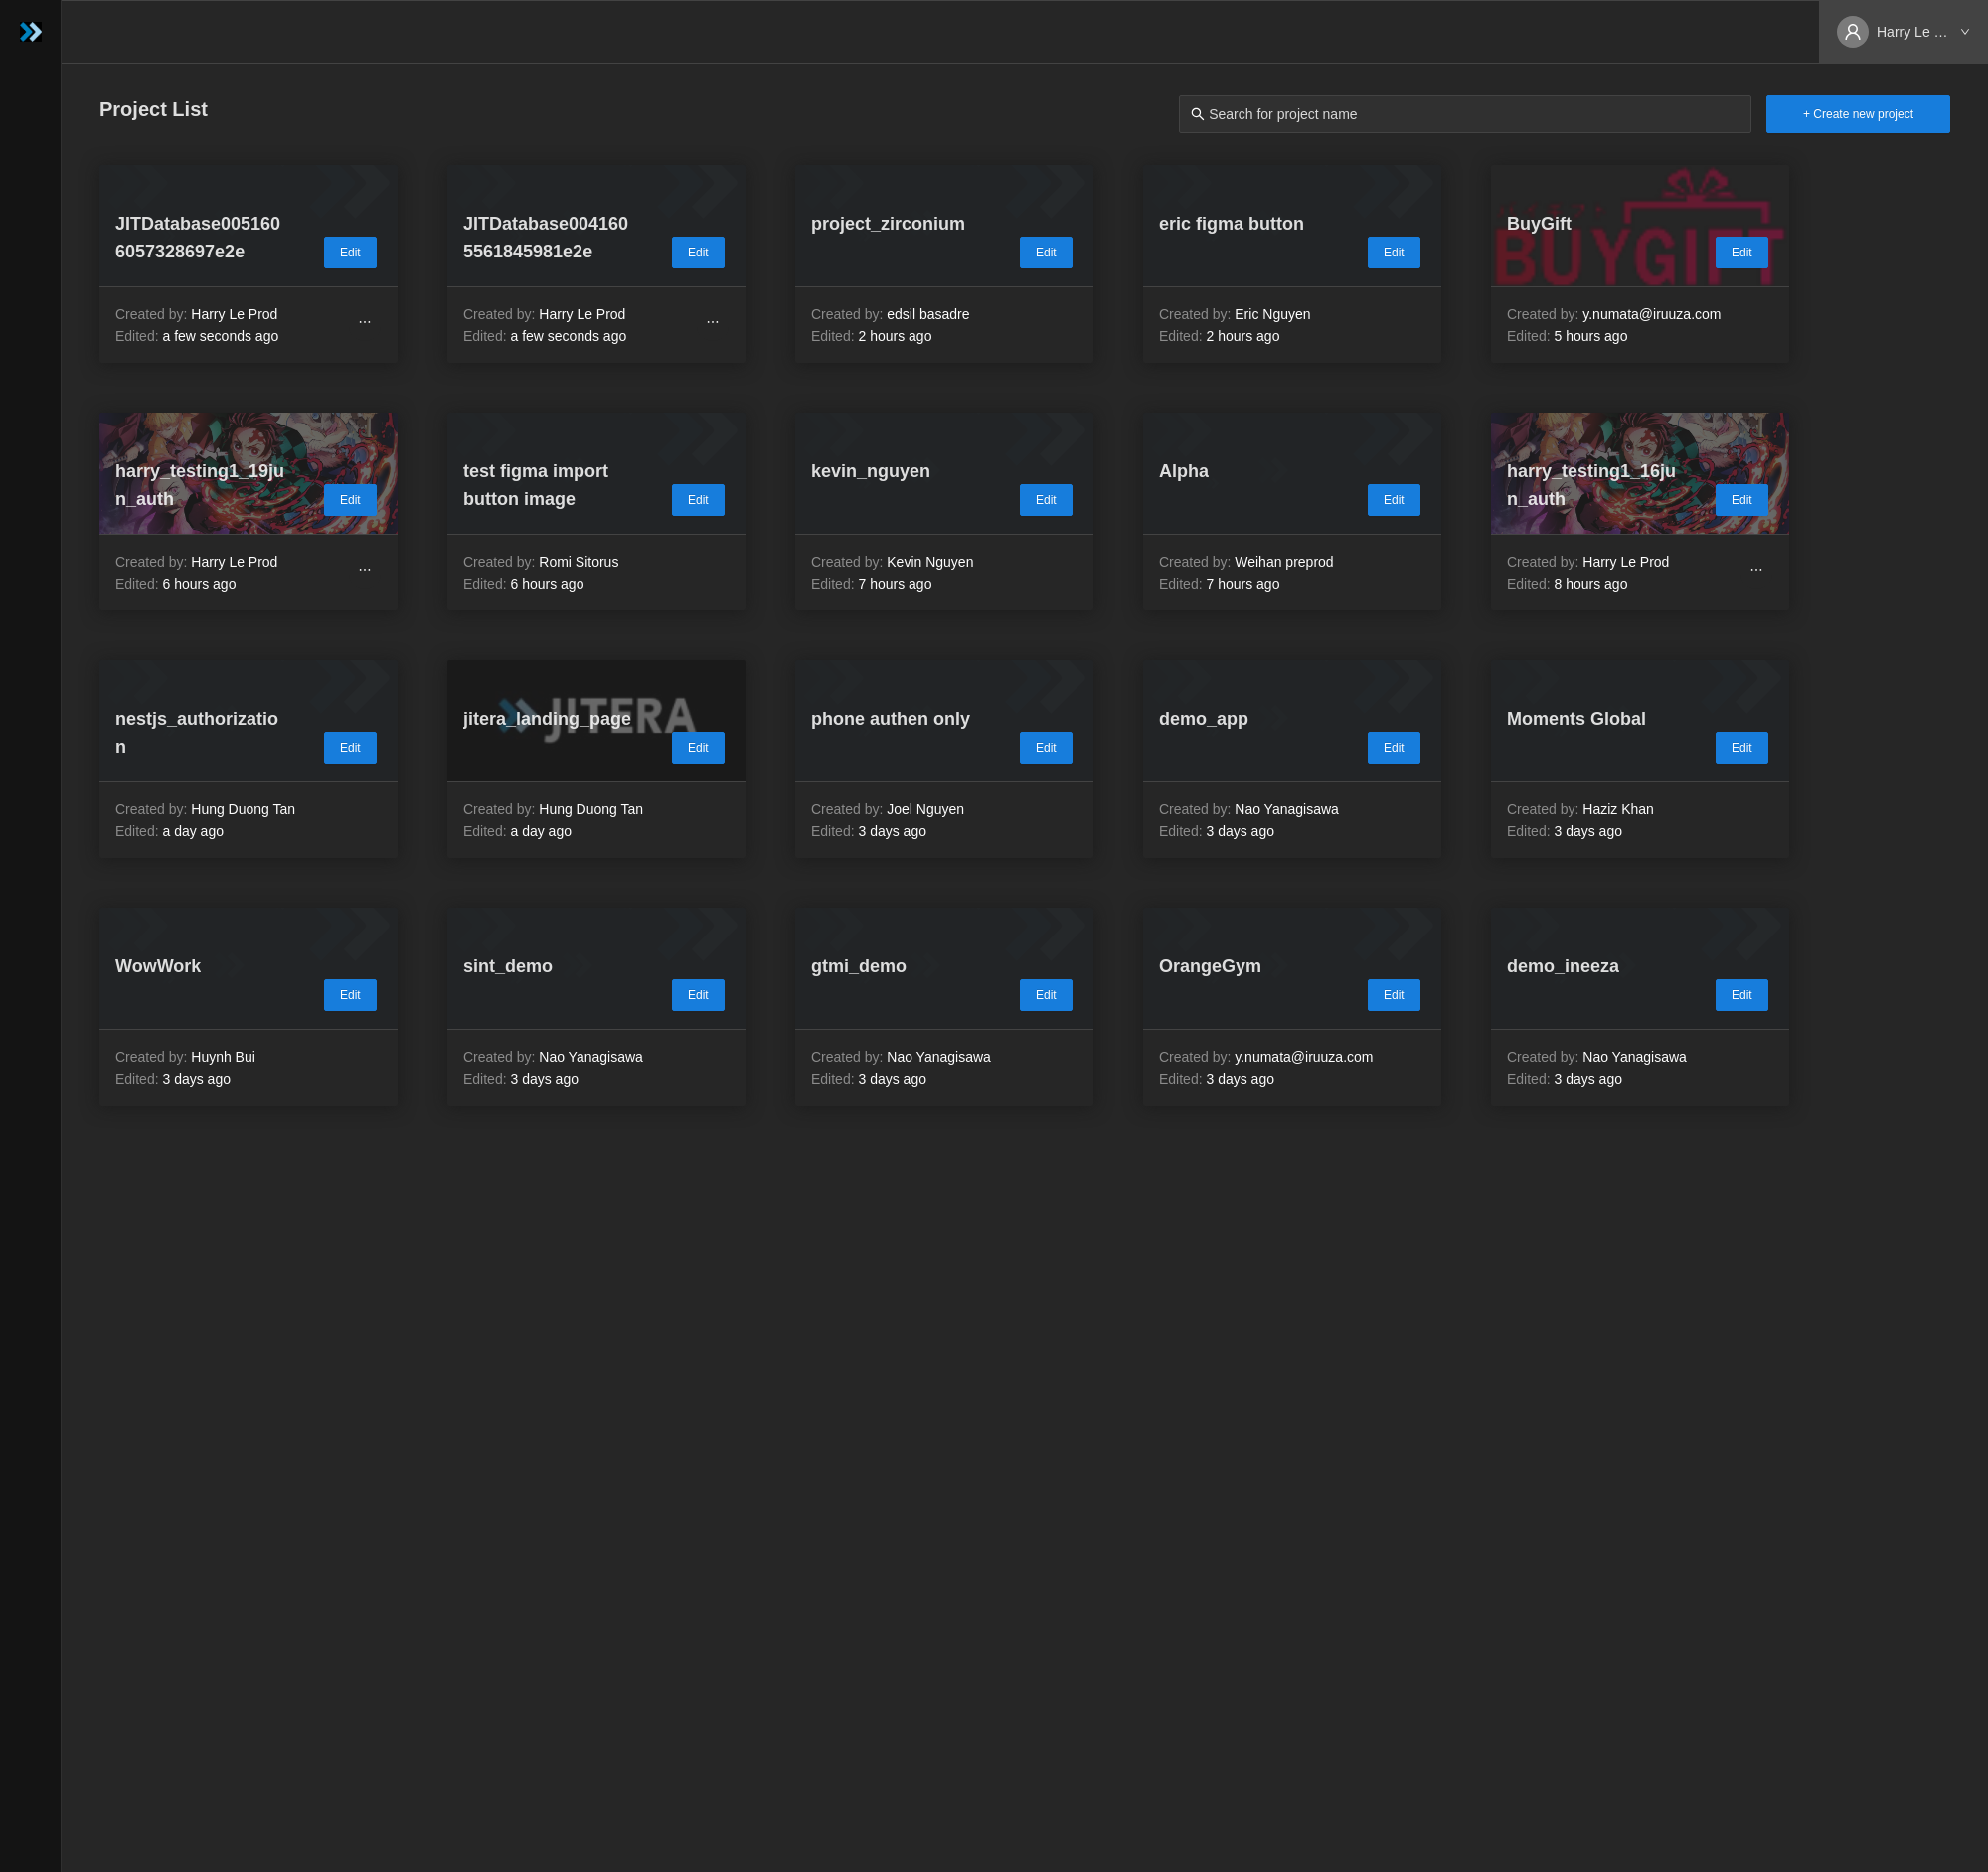 Harry Le ...
Project List
Search for project name
+ Create new project
JITDatabase005160
6057328697e2e
Edit
Created by: Harry Le Prod
...
Edited: a few seconds ago
JITDatabase004160
5561845981e2e
Edit
Created by: Harry Le Prod
...
Edited: a few seconds ago
project_zirconium
Edit
Created by: edsil basadre
Edited: 2 hours ago
eric figma button
Edit
Created by: Eric Nguyen
Edited: 2 hours ago
BuyGift
BUYGIFT
Edit
Created by: y.numata@iruuza.com
Edited: 5 hours ago
harry_testing1_19ju
n_auth
Edit
Created by: Harry Le Prod
...
Edited: 6 hours ago
test figma import
button image
Edit
Created by: Romi Sitorus
Edited: 6 hours ago
kevin_nguyen
Edit
Created by: Kevin Nguyen
Edited: 7 hours ago
Alpha
Edit
Created by: Weihan preprod
Edited: 7 hours ago
harry_testing1_16ju
n_auth
Edit
Created by: Harry Le Prod
...
Edited: 8 hours ago
nestjs_authorizatio
n
Edit
Created by: Hung Duong Tan
Edited: a day ago
jitera_landing_page
JITERA
Edit
Created by: Hung Duong Tan
Edited: a day ago
phone authen only
Edit
Created by: Joel Nguyen
Edited: 3 days ago
demo_app
Edit
Created by: Nao Yanagisawa
Edited: 3 days ago
Moments Global
Edit
Created by: Haziz Khan
Edited: 3 days ago
WowWork
Edit
Created by: Huynh Bui
Edited: 3 days ago
sint_demo
Edit
Created by: Nao Yanagisawa
Edited: 3 days ago
gtmi_demo
Edit
Created by: Nao Yanagisawa
Edited: 3 days ago
OrangeGym
Edit
Created by: y.numata@iruuza.com
Edited: 3 days ago
demo_ineeza
Edit
Created by: Nao Yanagisawa
Edited: 3 days ago